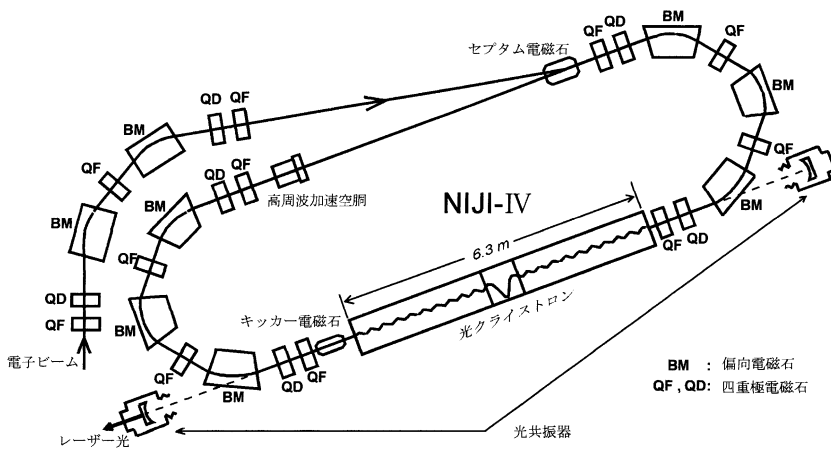 BM
QF
セプタム電磁石
QF
QD
BM
QD
QF
BM
QF
QF
BM
QD
QF
高周波加速空胴
NIJI-IV
BM
BM
QF
QD
6.3 m
QF
QD
QF
キッカー電磁石
光クライストロン
BM
電子ビーム
QF
QD
QF
BM
BM : 偏向電磁石
QF , QD: 四重極電磁石
レーザー光
光共振器